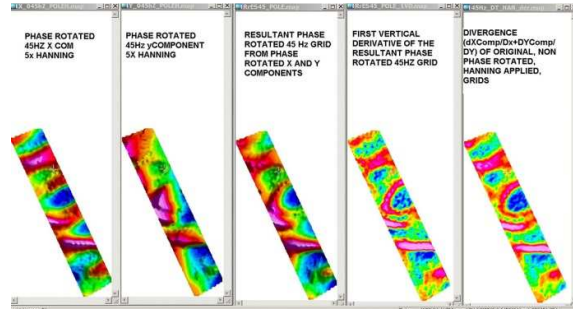 PHASE ROTATED
45HZ X COM
5x HANNING
PHASE ROTATED
45Hz yCOMPONENT
5X HANNING
RESULTANT PHASE
ROTATED 45 Hz GRID
FROM PHASE
ROTATED X AND Y
COMPONENTS
FIRST VERTICAL
DERIVATIVE OF THE
RESULTANT PHASE
ROTATED 45HZ GRID
DIVERGENCE
(dXComp/Dx+DYComp/
DY) OF ORIGINAL, NON
PHASE ROTATED,
HANNING APPLIED,
GRIDS